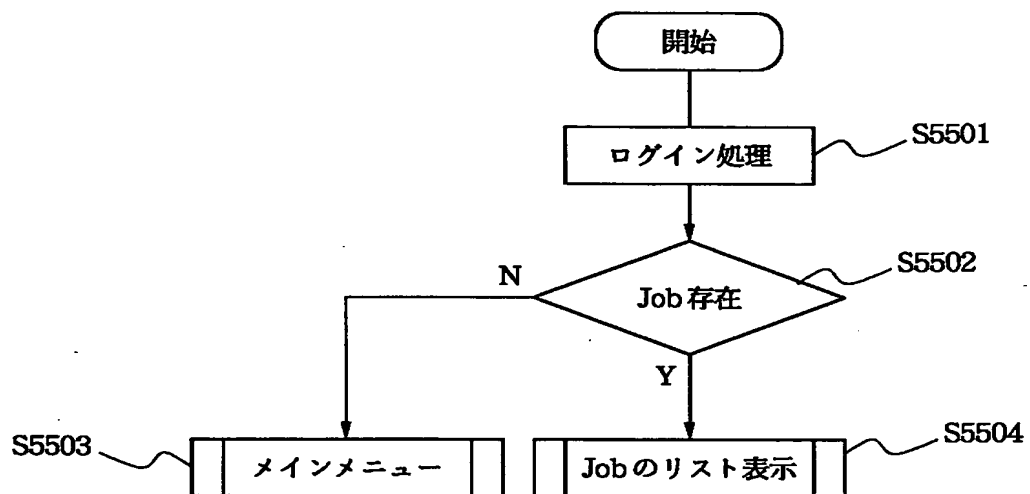 開始
ログイン処理
S5501
Job存在
S5502
N
Y
S5503
メインメニュー
Jobのリスト表示
S5504